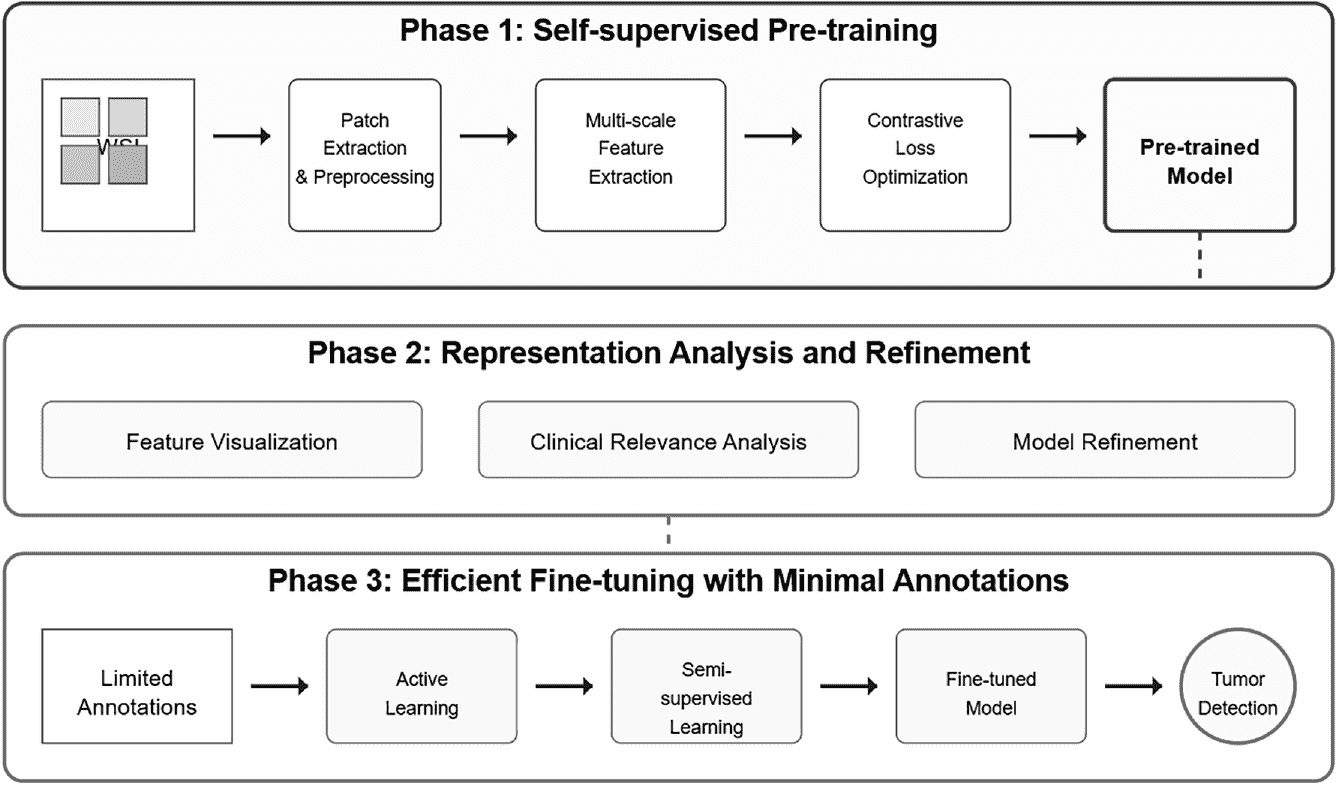 Phase 1: Self-supervised Pre-training
WSI
Patch
Extraction
& Preprocessing
Multi-scale
Feature
Extraction
Contrastive
Loss
Optimization
Pre-trained
Model
Phase 2: Representation Analysis and Refinement
Feature Visualization
Clinical Relevance Analysis
Model Refinement
Phase 3: Efficient Fine-tuning with Minimal Annotations
Limited
Annotations
Active
Learning
Semi-
supervised
Learning
Fine-tuned
Model
Tumor
Detection